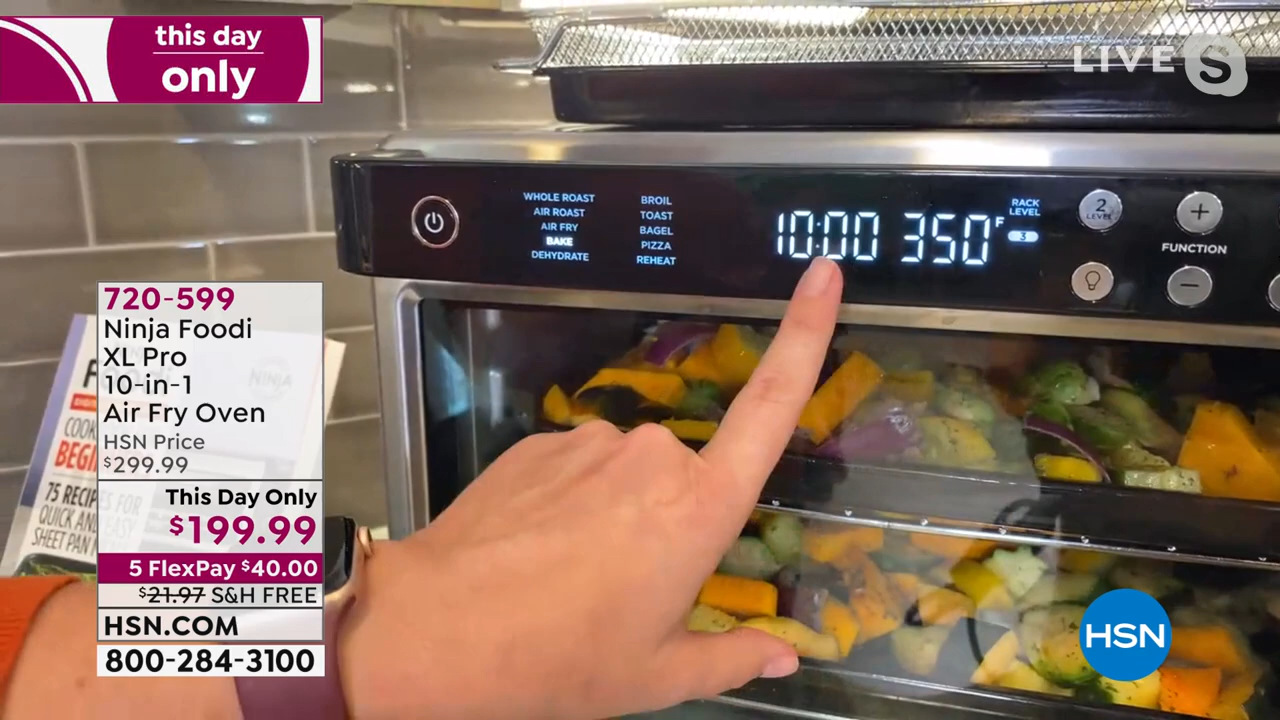 this day
only
LIVE S
WHOLE ROAST
AIR ROAST
AIR FRY
BAKE
DEHYDRATE
BROIL
TOAST
BAGEL
PIZZA
REHEAT
10:00 350 F
RACK
LEVEL
3
2
LEVEL
FUNCTION
720-599
Ninja Foodi
XL Pro
10-in-1
Air Fry Oven
HSN Price
$299.99
This Day Only
$199.99
5 FlexPay $40.00
$21.97 S&H FREE
HSN.COM
800-284-3100
NINJA
75 RECIPES FOR
QUICK AND EASY
SHEET PAN
HSN